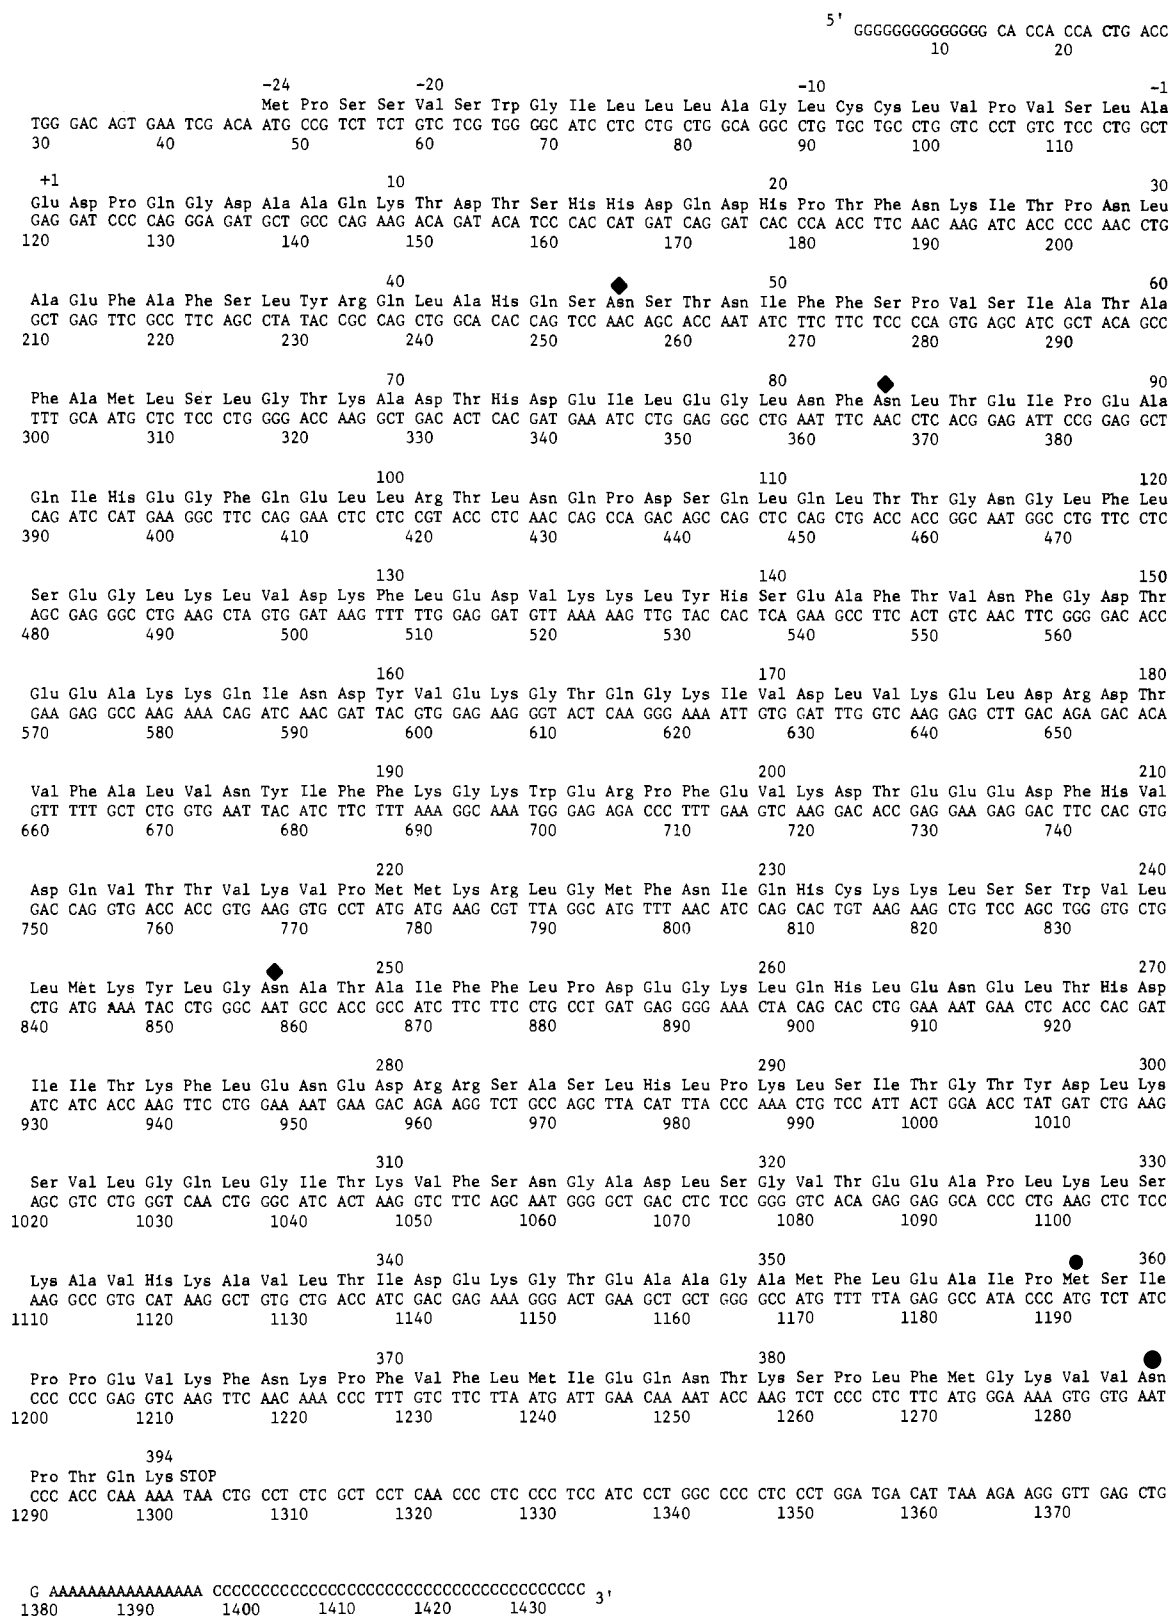 5' GGGGGGGGGGGGGG CA CCA CCA CTG ACC
10 20
-24 -20 -10 -1
Met Pro Ser Ser Val Ser Trp Gly Ile Leu Leu Leu Ala Gly Leu Cys Cys Leu Val Pro Val Ser Leu Ala
TGG GAC AGT GAA TCG ACA ATG CCG TCT TCT GTC TCG TGG GGC ATC CTC CTG CTG GCA GGC CTG TGC TGC CTG GTC CCT GTC TCC CTG GCT
30 40 50 60 70 80 90 100 110
+1 10 20 30
Glu Asp Pro Gln Gly Asp Ala Ala Gln Lys Thr Asp Thr Ser His His Asp Gln Asp His Pro Thr Phe Asn Lys Ile Thr Pro Asn Leu
GAG GAT CCC CAG GGA GAT GCT GCC CAG AAG ACA GAT ACA TCC CAC CAT GAT CAG GAT CAC CCA ACC TTC AAC AAG ATC ACC CCC AAC CTG
120 130 140 150 160 170 180 190 200
40 50 60
Ala Glu Phe Ala Phe Ser Leu Tyr Arg Gln Leu Ala His Gln Ser Asn Ser Thr Asn Ile Phe Phe Ser Pro Val Ser Ile Ala Thr Ala
GCT GAG TTC GCC TTC AGC CTA TAC CGC CAG CTG GCA CAC CAG TCC AAC AGC ACC AAT ATC TTC TTC TCC CCA GTG AGC ATC GCT ACA GCC
210 220 230 240 250 260 270 280 290
70 80 90
Phe Ala Met Leu Ser Leu Gly Thr Lys Ala Asp Thr His Asp Glu Ile Leu Glu Gly Leu Asn Phe Asn Leu Thr Glu Ile Pro Glu Ala
TTT GCA ATG CTC TCC CTG GGG ACC AAG GCT GAC ACT CAC GAT GAA ATC CTG GAG GGC CTG AAT TTC AAC CTC ACG GAG ATT CCG GAG GCT
300 310 320 330 340 350 360 370 380
100 110 120
Gln Ile His Glu Gly Phe Gln Glu Leu Leu Arg Thr Leu Asn Gln Pro Asp Ser Gln Leu Gln Leu Thr Thr Gly Asn Gly Leu Phe Leu
CAG ATC CAT GAA GGC TTC CAG GAA CTC CTC CGT ACC CTC AAC CAG CCA GAC AGC CAG CTC CAG CTG ACC ACC GGC AAT GGC CTG TTC CTC
390 400 410 420 430 440 450 460 470
130 140 150
Ser Glu Gly Leu Lys Leu Val Asp Lys Phe Leu Glu Asp Val Lys Lys Leu Tyr His Ser Glu Ala Phe Thr Val Asn Phe Gly Asp Thr
AGC GAG GGC CTG AAG CTA GTG GAT AAG TTT TTG GAG GAT GTT AAA AAG TTG TAC CAC TCA GAA GCC TTC ACT GTC AAC TTC GGG GAC ACC
480 490 500 510 520 530 540 550 560
160 170 180
Glu Glu Ala Lys Lys Gln Ile Asn Asp Tyr Val Glu Lys Gly Thr Gln Gly Lys Ile Val Asp Leu Val Lys Glu Leu Asp Arg Asp Thr
GAA GAG GCC AAG AAA CAG ATC AAC GAT TAC GTG GAG AAG GGT ACT CAA GGG AAA ATT GTG GAT TTG GTC AAG GAG CTT GAC AGA GAC ACA
570 580 590 600 610 620 630 640 650
190 200 210
Val Phe Ala Leu Val Asn Tyr Ile Phe Phe Lys Gly Lys Trp Glu Arg Pro Phe Glu Val Lys Asp Thr Glu Glu Glu Asp Phe His Val
GTT TTT GCT CTG GTG AAT TAC ATC TTC TTT AAA GGC AAA TGG GAG AGA CCC TTT GAA GTC AAG GAC ACC GAG GAA GAG GAC TTC CAC GTG
660 670 680 690 700 710 720 730 740
220 230 240
Asp Gln Val Thr Thr Val Lys Val Pro Met Met Lys Arg Leu Gly Met Phe Asn Ile Gln His Cys Lys Lys Leu Ser Ser Trp Val Leu
GAC CAG GTG ACC ACC GTG AAG GTG CCT ATG ATG AAG CGT TTA GGC ATG TTT AAC ATC CAG CAC TGT AAG AAG CTG TCC AGC TGG GTG CTG
750 760 770 780 790 800 810 820 830
250 260 270
Leu Met Lys Tyr Leu Gly Asn Ala Thr Ala Ile Phe Phe Leu Pro Asp Glu Gly Lys Leu Gln His Leu Glu Asn Glu Leu Thr His Asp
CTG ATG AAA TAC CTG GGC AAT GCC ACC GCC ATC TTC TTC CTG CCT GAT GAG GGG AAA CTA CAG CAC CTG GAA AAT GAA CTC ACC CAC GAT
840 850 860 870 880 890 900 910 920
280 290 300
Ile Ile Thr Lys Phe Leu Glu Asn Glu Asp Arg Arg Ser Ala Ser Leu His Leu Pro Lys Leu Ser Ile Thr Gly Thr Tyr Asp Leu Lys
ATC ATC ACC AAG TTC CTG GAA AAT GAA GAC AGA AGG TCT GCC AGC TTA CAT TTA CCC AAA CTG TCC ATT ACT GGA ACC TAT GAT CTG AAG
930 940 950 960 970 980 990 1000 1010
310 320 330
Ser Val Leu Gly Gln Leu Gly Ile Thr Lys Val Phe Ser Asn Gly Ala Asp Leu Ser Gly Val Thr Glu Glu Ala Pro Leu Lys Leu Ser
AGC GTC CTG GGT CAA CTG GGC ATC ACT AAG GTC TTC AGC AAT GGG GCT GAC CTC TCC GGG GTC ACA GAG GAG GCA CCC CTG AAG CTC TCC
1020 1030 1040 1050 1060 1070 1080 1090 1100
340 350 360
Lys Ala Val His Lys Ala Val Leu Thr Ile Asp Glu Lys Gly Thr Glu Ala Ala Gly Ala Met Phe Leu Glu Ala Ile Pro Met Ser Ile
AAG GCC GTG CAT AAG GCT GTG CTG ACC ATC GAC GAG AAA GGG ACT GAA GCT GCT GGG GCC ATG TTT TTA GAG GCC ATA CCC ATG TCT ATC
1110 1120 1130 1140 1150 1160 1170 1180 1190
370 380
Pro Pro Glu Val Lys Phe Asn Lys Pro Phe Val Phe Leu Met Ile Glu Gln Asn Thr Lys Ser Pro Leu Phe Met Gly Lys Val Val Asn
CCC CCC GAG GTC AAG TTC AAC AAA CCC TTT GTC TTC TTA ATG ATT GAA CAA AAT ACC AAG TCT CCC CTC TTC ATG GGA AAA GTG GTG AAT
1200 1210 1220 1230 1240 1250 1260 1270 1280
394
Pro Thr Gln Lys STOP
CCC ACC CAA AAA TAA CTG CCT CTC GCT CCT CAA CCC CTC CCC TCC ATC CCT GGC CCC CTC CCT GGA TGA CAT TAA AGA AGG GTT GAG CTG
1290 1300 1310 1320 1330 1340 1350 1360 1370
G AAAAAAAAAAAAAAAA CCCCCCCCCCCCCCCCCCCCCCCCCCCCCCCCCCCCCCC 3'
1380 1390 1400 1410 1420 1430